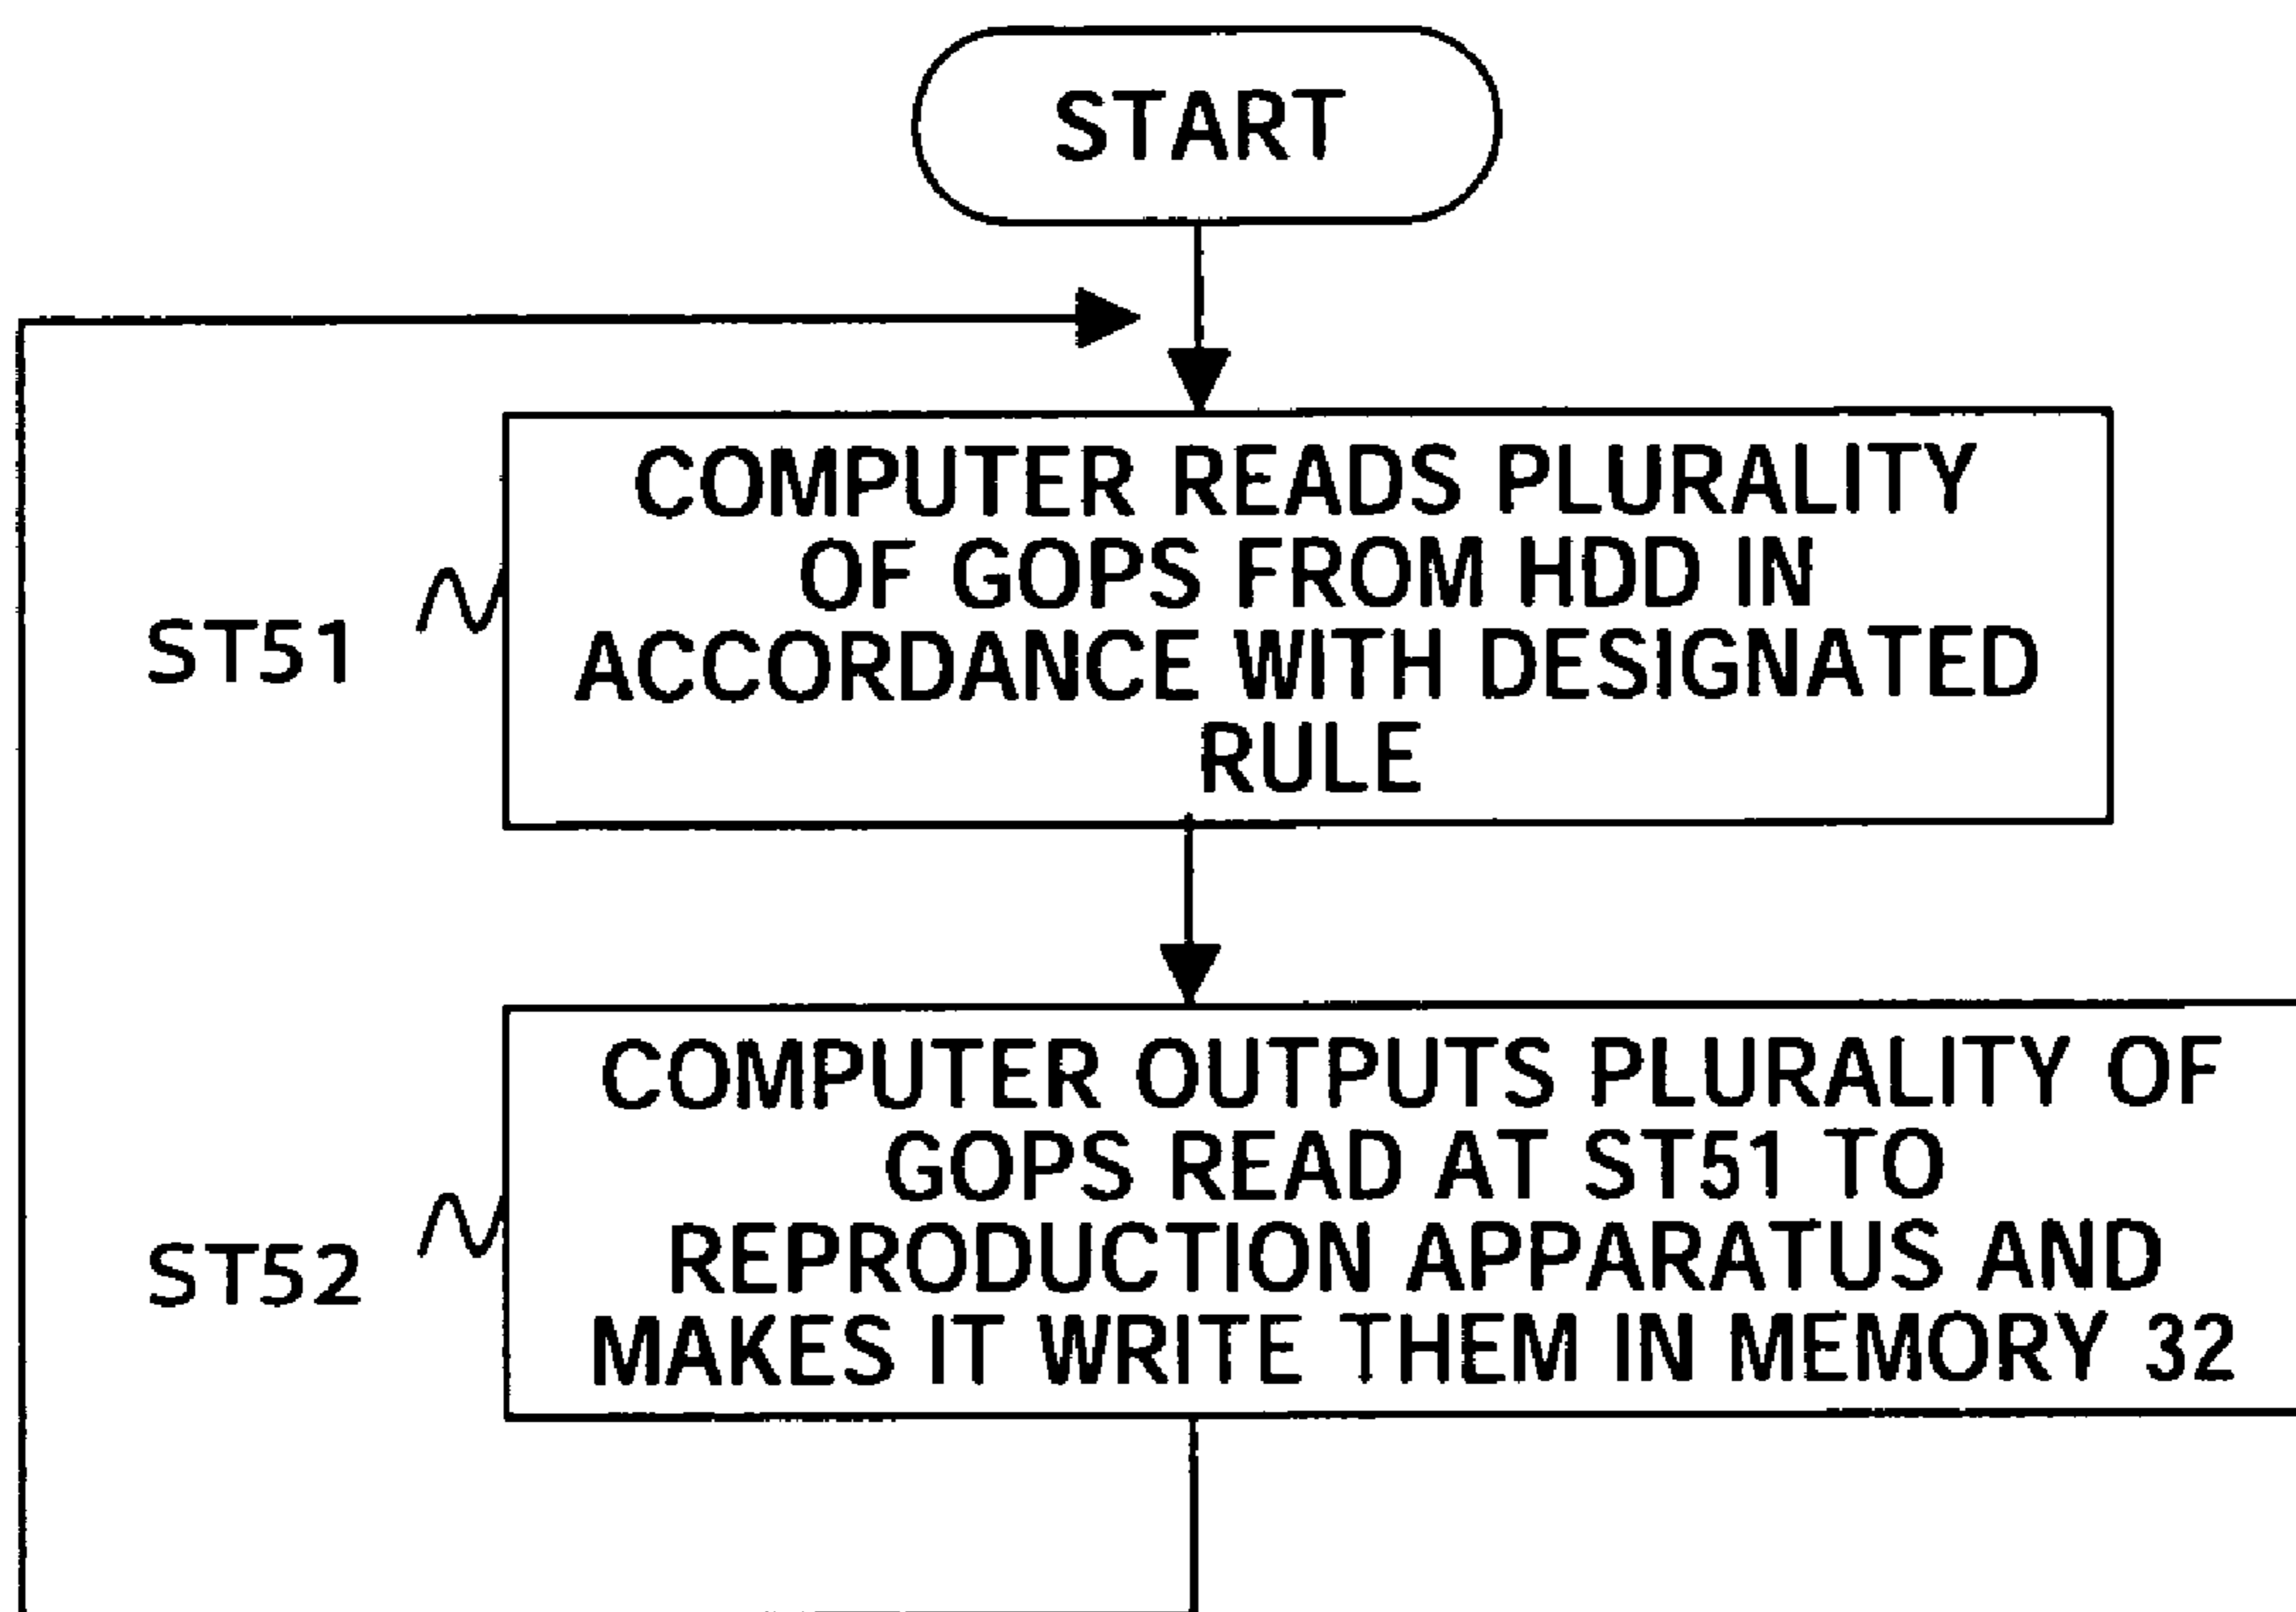 START
COMPUTER READS PLURALITY
OF GOPS FROM HDD IN
ACCORDANCE WITH DESIGNATED
RULE
ST51
COMPUTER OUTPUTS PLURALITY OF
GOPS READ AT ST51 TO
REPRODUCTION APPARATUS AND
MAKES IT WRITE THEM IN MEMORY 32
ST52